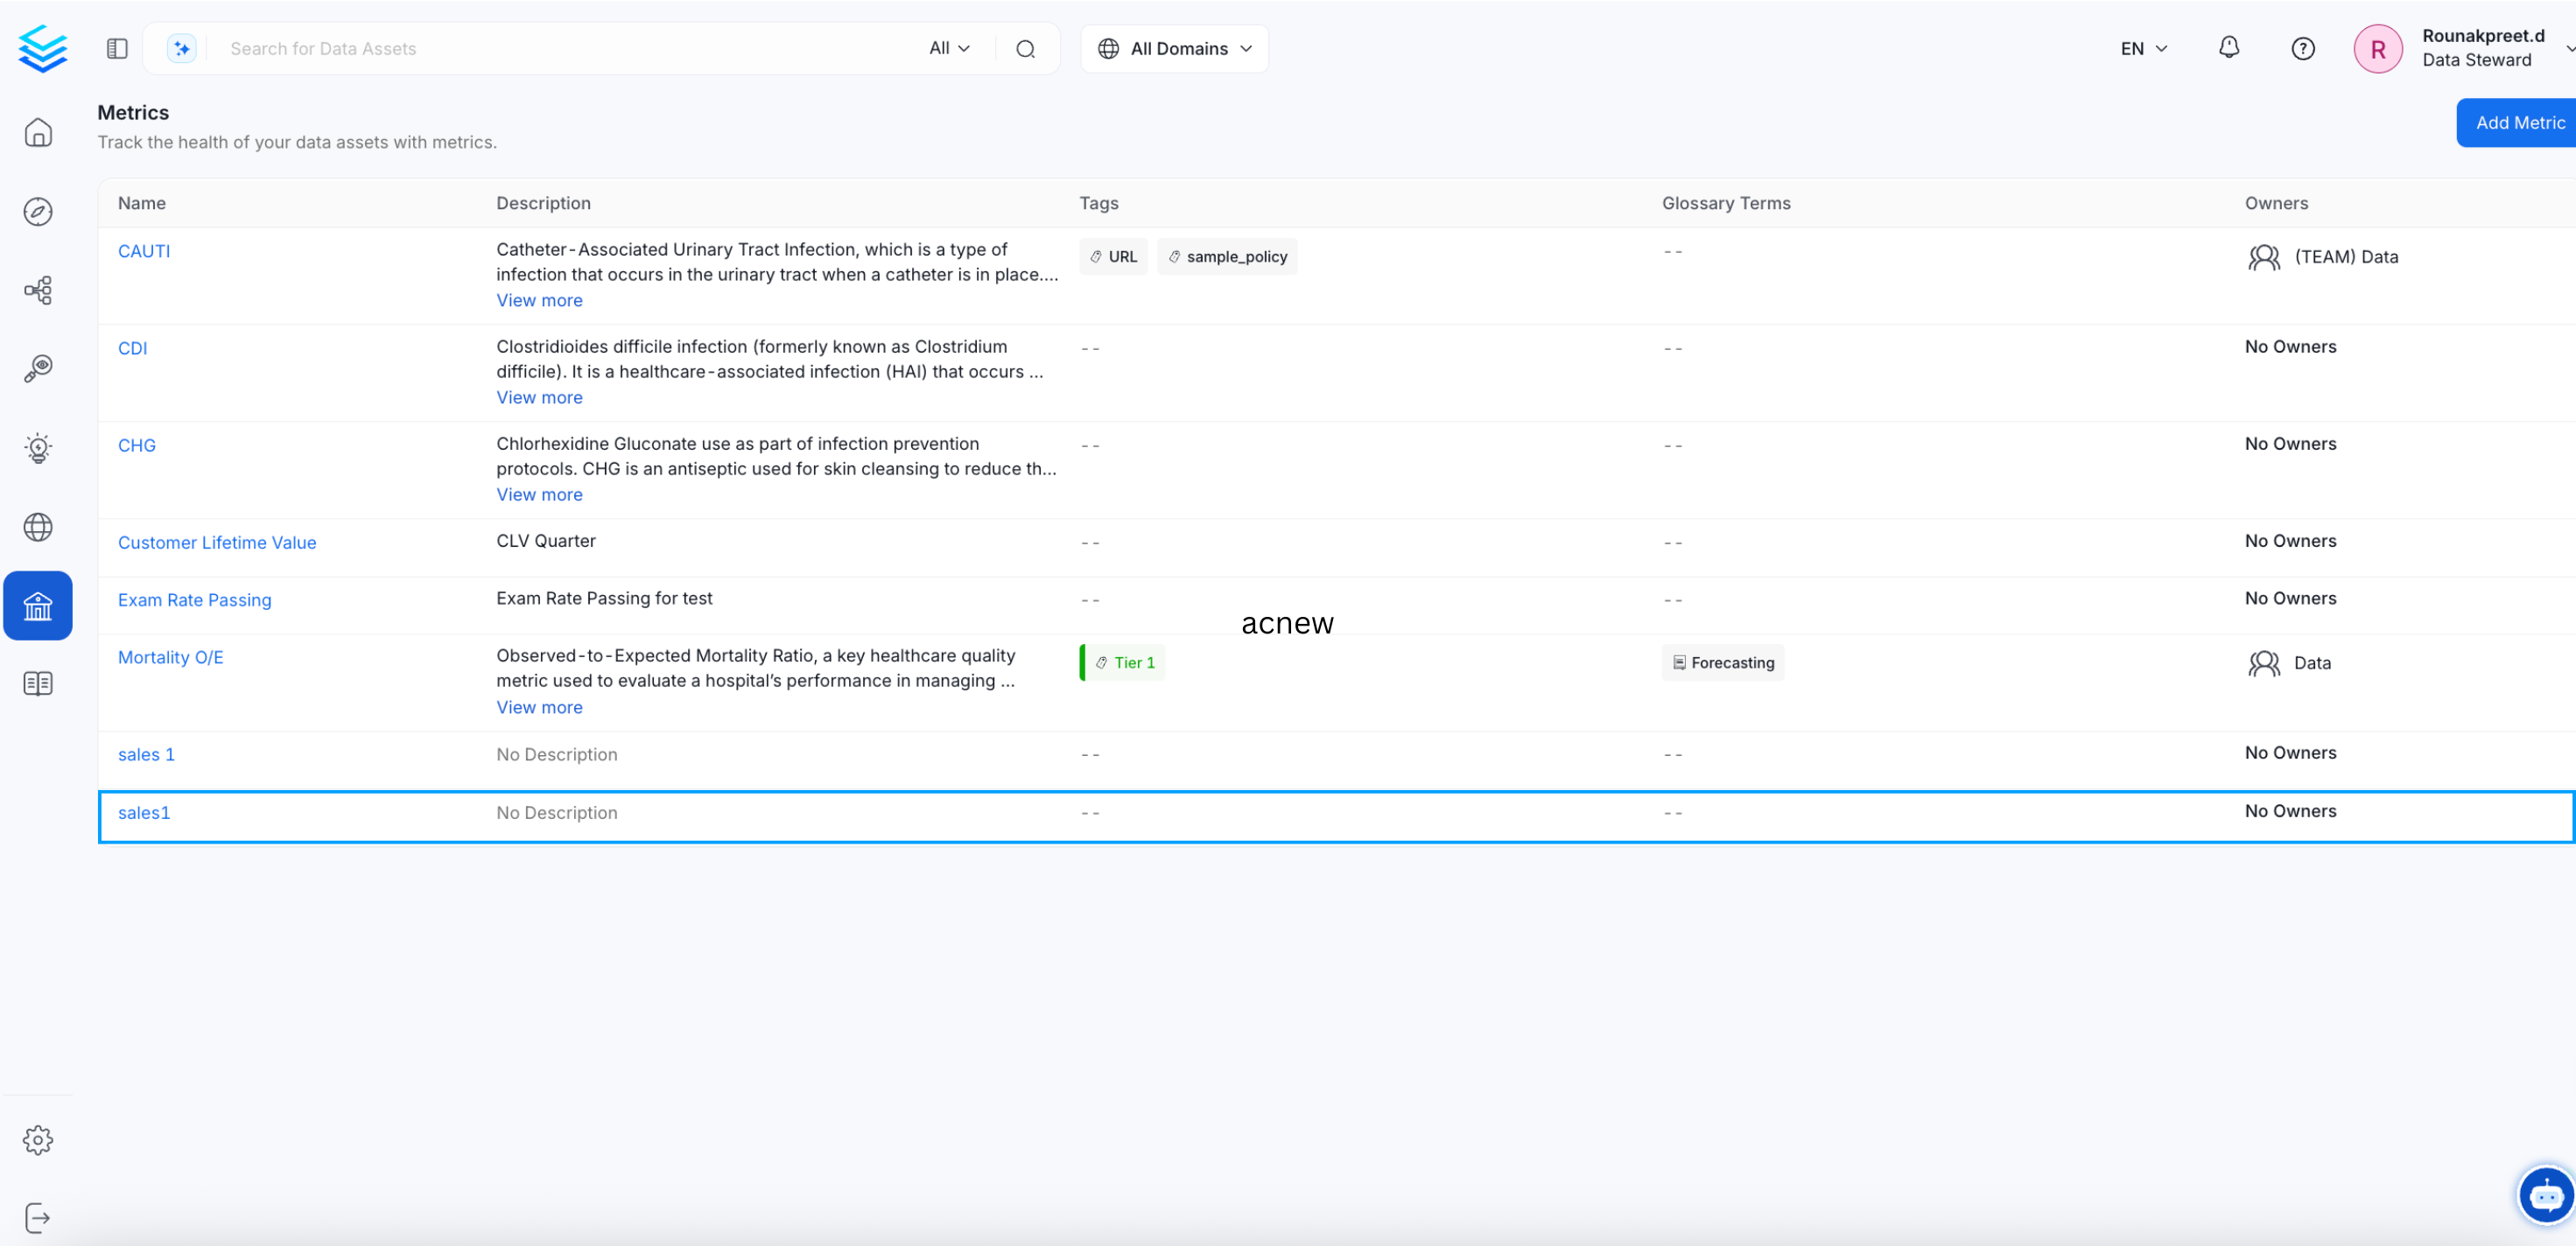 Search for Data Assets
All
All Domains
EN
R
Rounakpreet.d
Data Steward
Metrics
Track the health of your data assets with metrics.
Add Metric
Name Description Tags Glossary Terms Owners
CAUTI
Catheter-Associated Urinary Tract Infection, which is a type of
infection that occurs in the urinary tract when a catheter is in place....
View more
URL sample_policy
--
(TEAM) Data
CDI
Clostridioides difficile infection (formerly known as Clostridium
difficile). It is a healthcare-associated infection (HAI) that occurs ...
View more
--
--
No Owners
CHG
Chlorhexidine Gluconate use as part of infection prevention
protocols. CHG is an antiseptic used for skin cleansing to reduce th...
View more
--
--
No Owners
Customer Lifetime Value
CLV Quarter
--
--
No Owners
Exam Rate Passing
Exam Rate Passing for test
--
--
No Owners
acnew
Mortality O/E
Observed-to-Expected Mortality Ratio, a key healthcare quality
metric used to evaluate a hospital’s performance in managing ...
View more
Tier 1
Forecasting
Data
sales 1
No Description
--
--
No Owners
sales1
No Description
--
--
No Owners